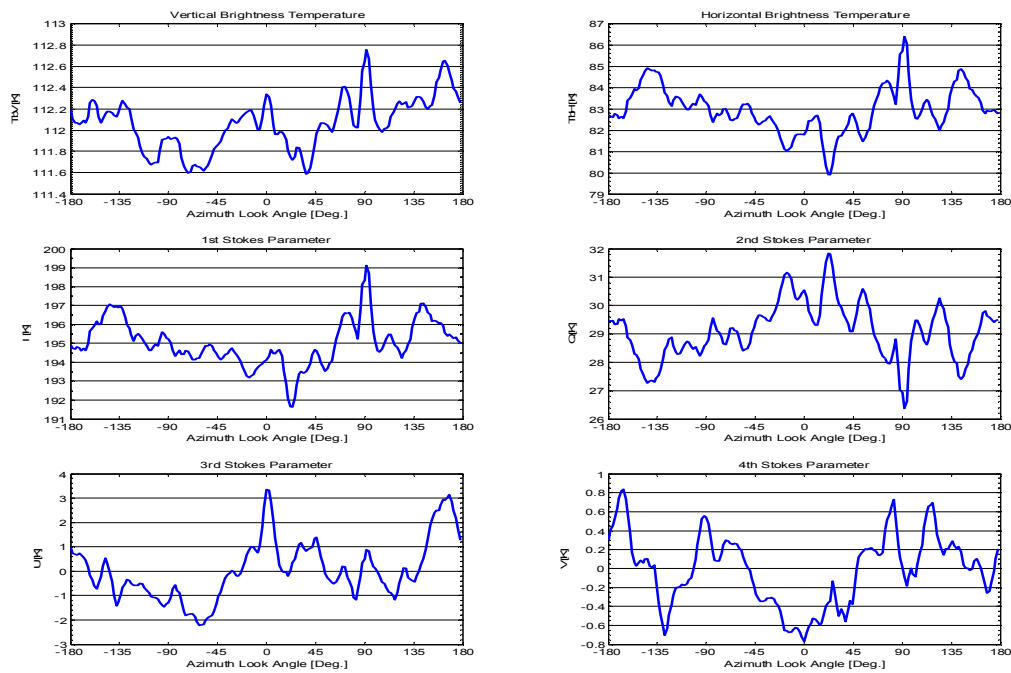 Vertical Brightness Temperature
113
112.8
112.6
112.4
112.2
112
111.8
111.6
111.4
TBV[K]
-180 -135 -90 -45 0 45 90 135 180
Azimuth Look Angle [Deg.]
Horizontal Brightness Temperature
87
86
85
84
83
82
81
80
79
TBH[K]
-180 -135 -90 -45 0 45 90 135 180
Azimuth Look Angle [Deg.]
1st Stokes Parameter
200
199
198
197
196
195
194
193
192
191
I [K]
-180 -135 -90 -45 0 45 90 135 180
Azimuth Look Angle [Deg.]
2nd Stokes Parameter
32
31
30
29
28
27
26
Q[K]
-180 -135 -90 -45 0 45 90 135 180
Azimuth Look Angle [Deg.]
3rd Stokes Parameter
4
3
2
1
0
-1
-2
-3
U[K]
-180 -135 -90 -45 0 45 90 135 180
Azimuth Look Angle [Deg.]
4th Stokes Parameter
1
0.8
0.6
0.4
0.2
0
-0.2
-0.4
-0.6
-0.8
V[K]
-180 -135 -90 -45 0 45 90 135 180
Azimuth Look Angle [Deg.]